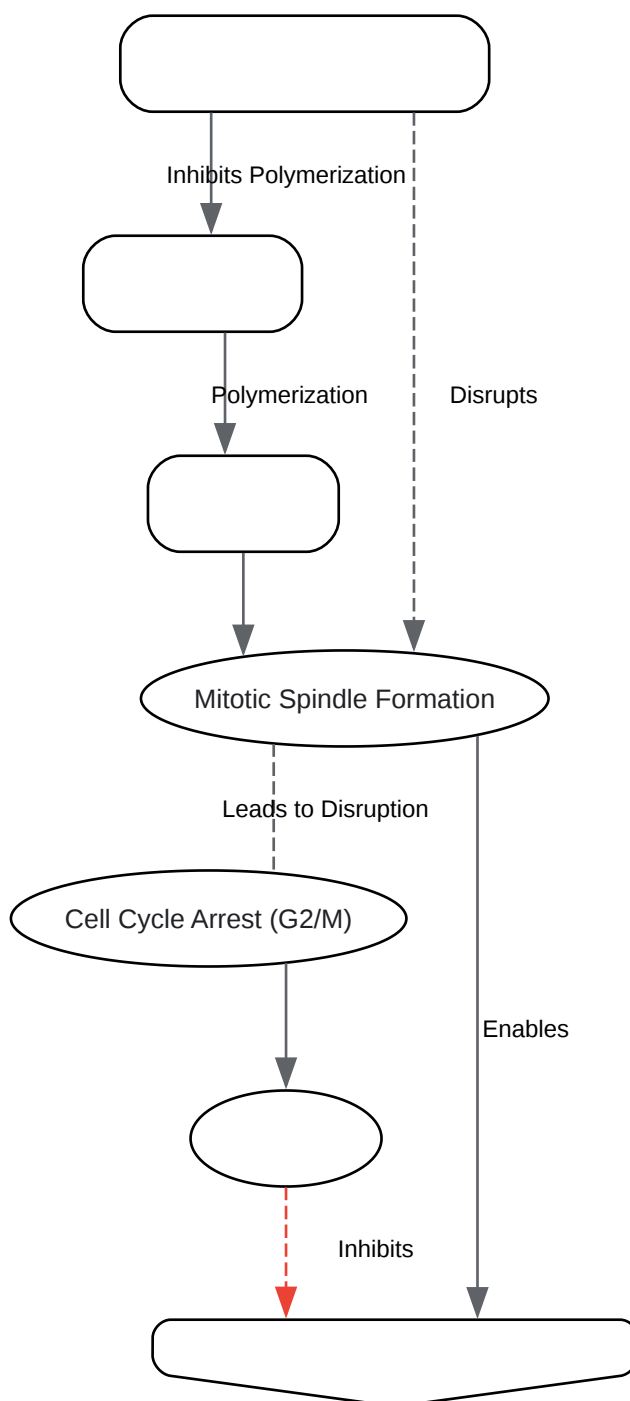 Inhibits Polymerization
Polymerization
Disrupts
Mitotic Spindle Formation
Leads to Disruption
Cell Cycle Arrest (G2/M)
Enables
Inhibits